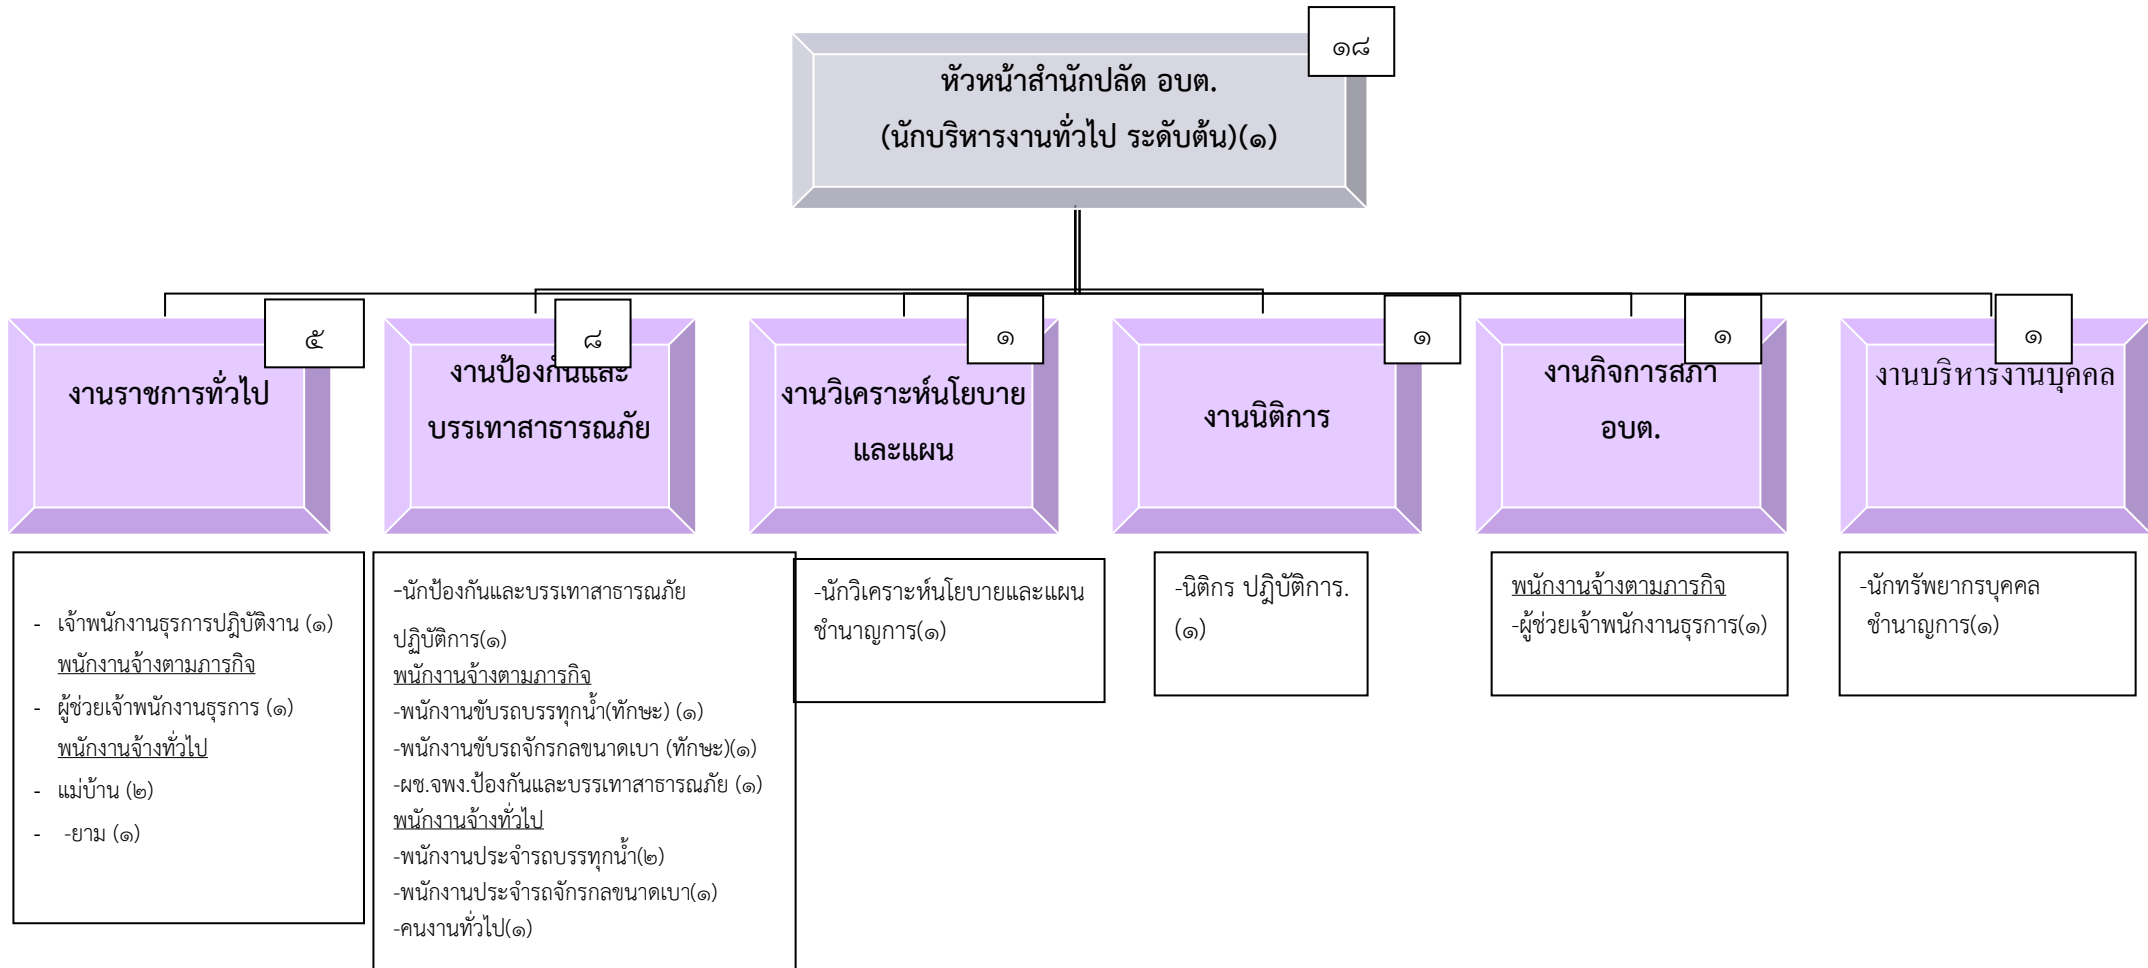 ๑๘
หัวหน้าสำนักปลัด อบต.
(นักบริหารงานทั่วไป ระดับต้น)(๑)
๕
งานราชการทั่วไป
๘
งานป้องกันและ
บรรเทาสาธารณภัย
๑
งานวิเคราะห์นโยบาย
และแผน
๑
งานนิติการ
๑
งานกิจการสภา
อบต.
๑
งานบริหารงานบุคคล
- เจ้าพนักงานธุรการปฏิบัติงาน (๑)
พนักงานจ้างตามภารกิจ
- ผู้ช่วยเจ้าพนักงานธุรการ (๑)
พนักงานจ้างทั่วไป
- แม่บ้าน (๒)
- -ยาม (๑)
-นักป้องกันและบรรเทาสาธารณภัย
ปฏิบัติการ(๑)
พนักงานจ้างตามภารกิจ
-พนักงานขับรถบรรทุกน้ำ(ทักษะ) (๑)
-พนักงานขับรถจักรกลขนาดเบา (ทักษะ)(๑)
-ผช.จพง.ป้องกันและบรรเทาสาธารณภัย (๑)
พนักงานจ้างทั่วไป
-พนักงานประจำรถบรรทุกน้ำ(๒)
-พนักงานประจำรถจักรกลขนาดเบา(๑)
-คนงานทั่วไป(๑)
-นักวิเคราะห์นโยบายและแผน
ชำนาญการ(๑)
-นิติกร ปฏิบัติการ.
(๑)
พนักงานจ้างตามภารกิจ
-ผู้ช่วยเจ้าพนักงานธุรการ(๑)
-นักทรัพยากรบุคคล
ชำนาญการ(๑)